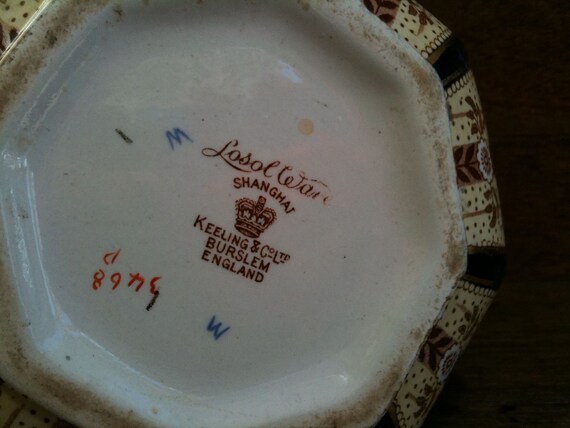 W
Losol Ware
SHANGHAI
KEELING & CO LTD
BURSLEM
ENGLAND
3468
M